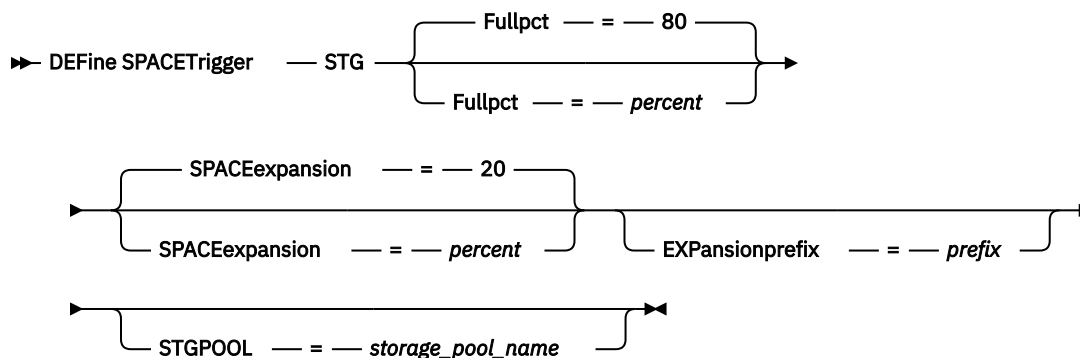 Fullpct = 80
DEFine SPACETrigger STG
Fullpct = percent
SPACEexpansion = 20
SPACEexpansion = percent EXPansionprefix = prefix
STGPOOL = storage_pool_name